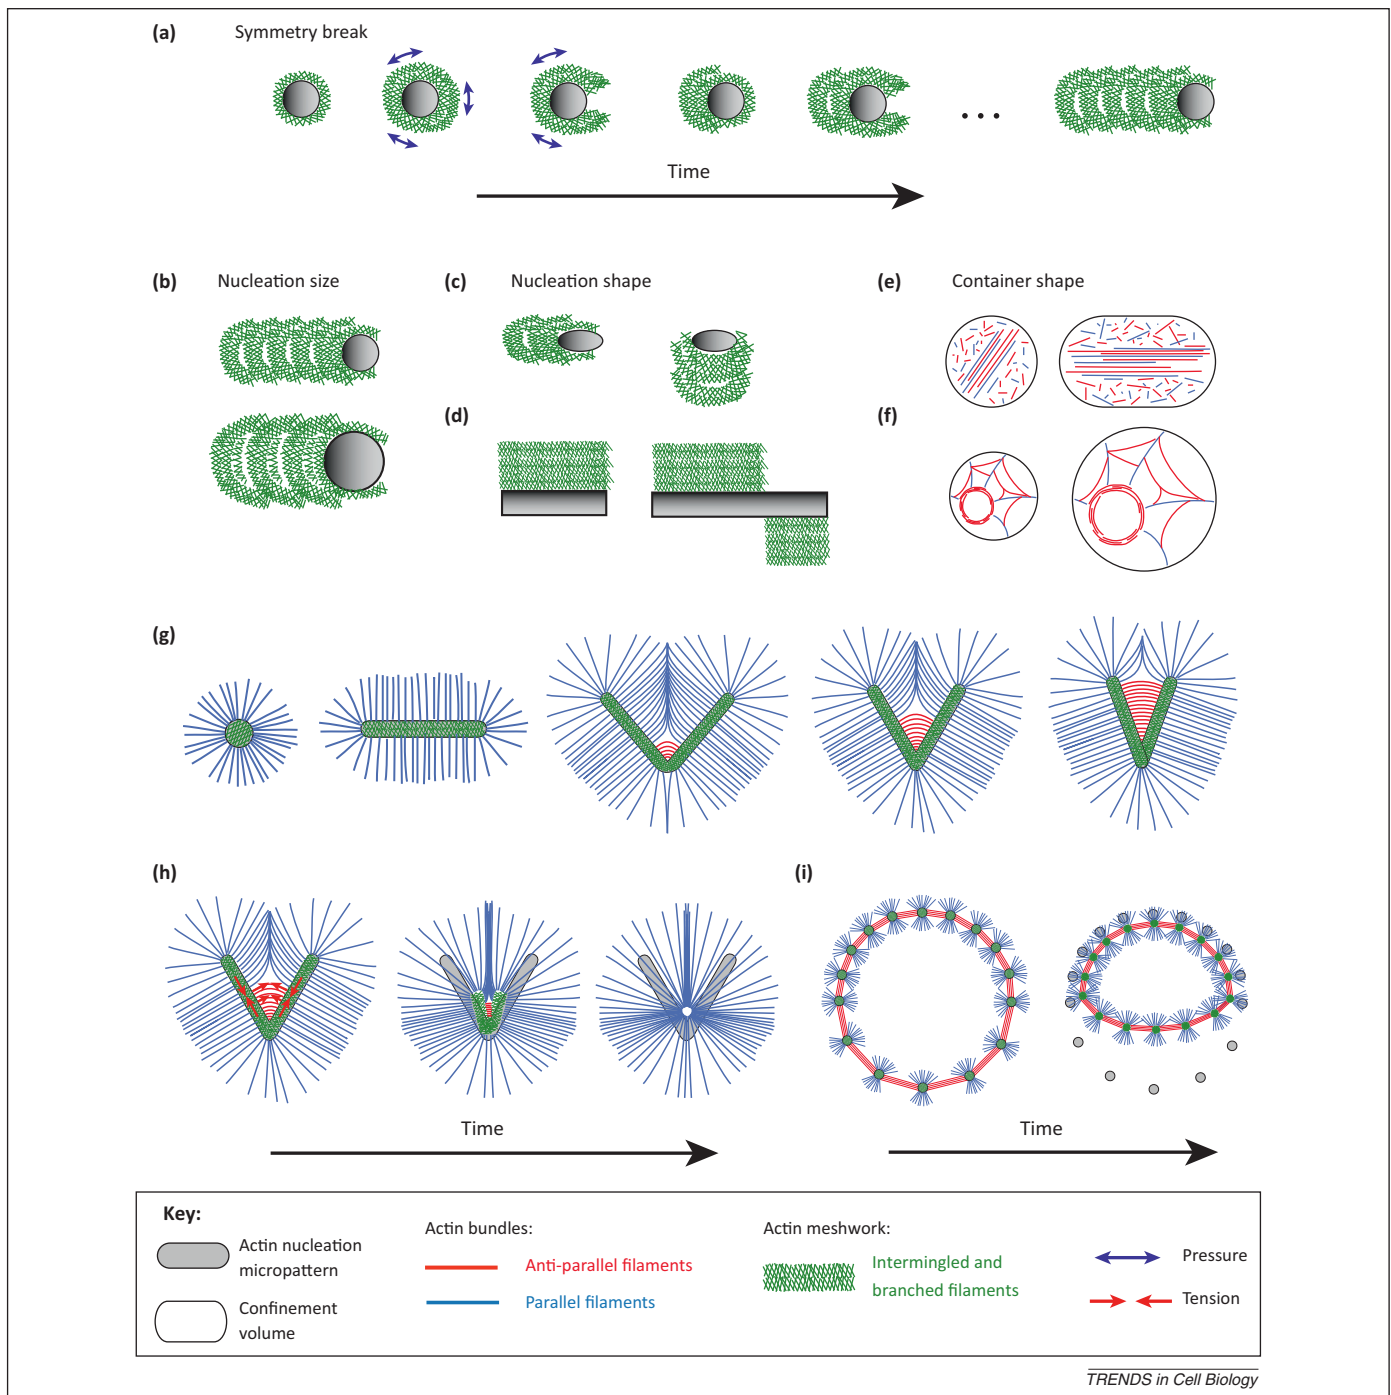 (a) Symmetry break
Time
(b) Nucleation size
(c) Nucleation shape
(e) Container shape
(d)
(f)
(g)
(h)
(i)
Time
Time
Key:
Actin nucleation
micropattern
Confinement
volume
Actin bundles:
Anti-parallel filaments
Parallel filaments
Actin meshwork:
Intermingled and
branched filaments
Pressure
Tension
TRENDS in Cell Biology